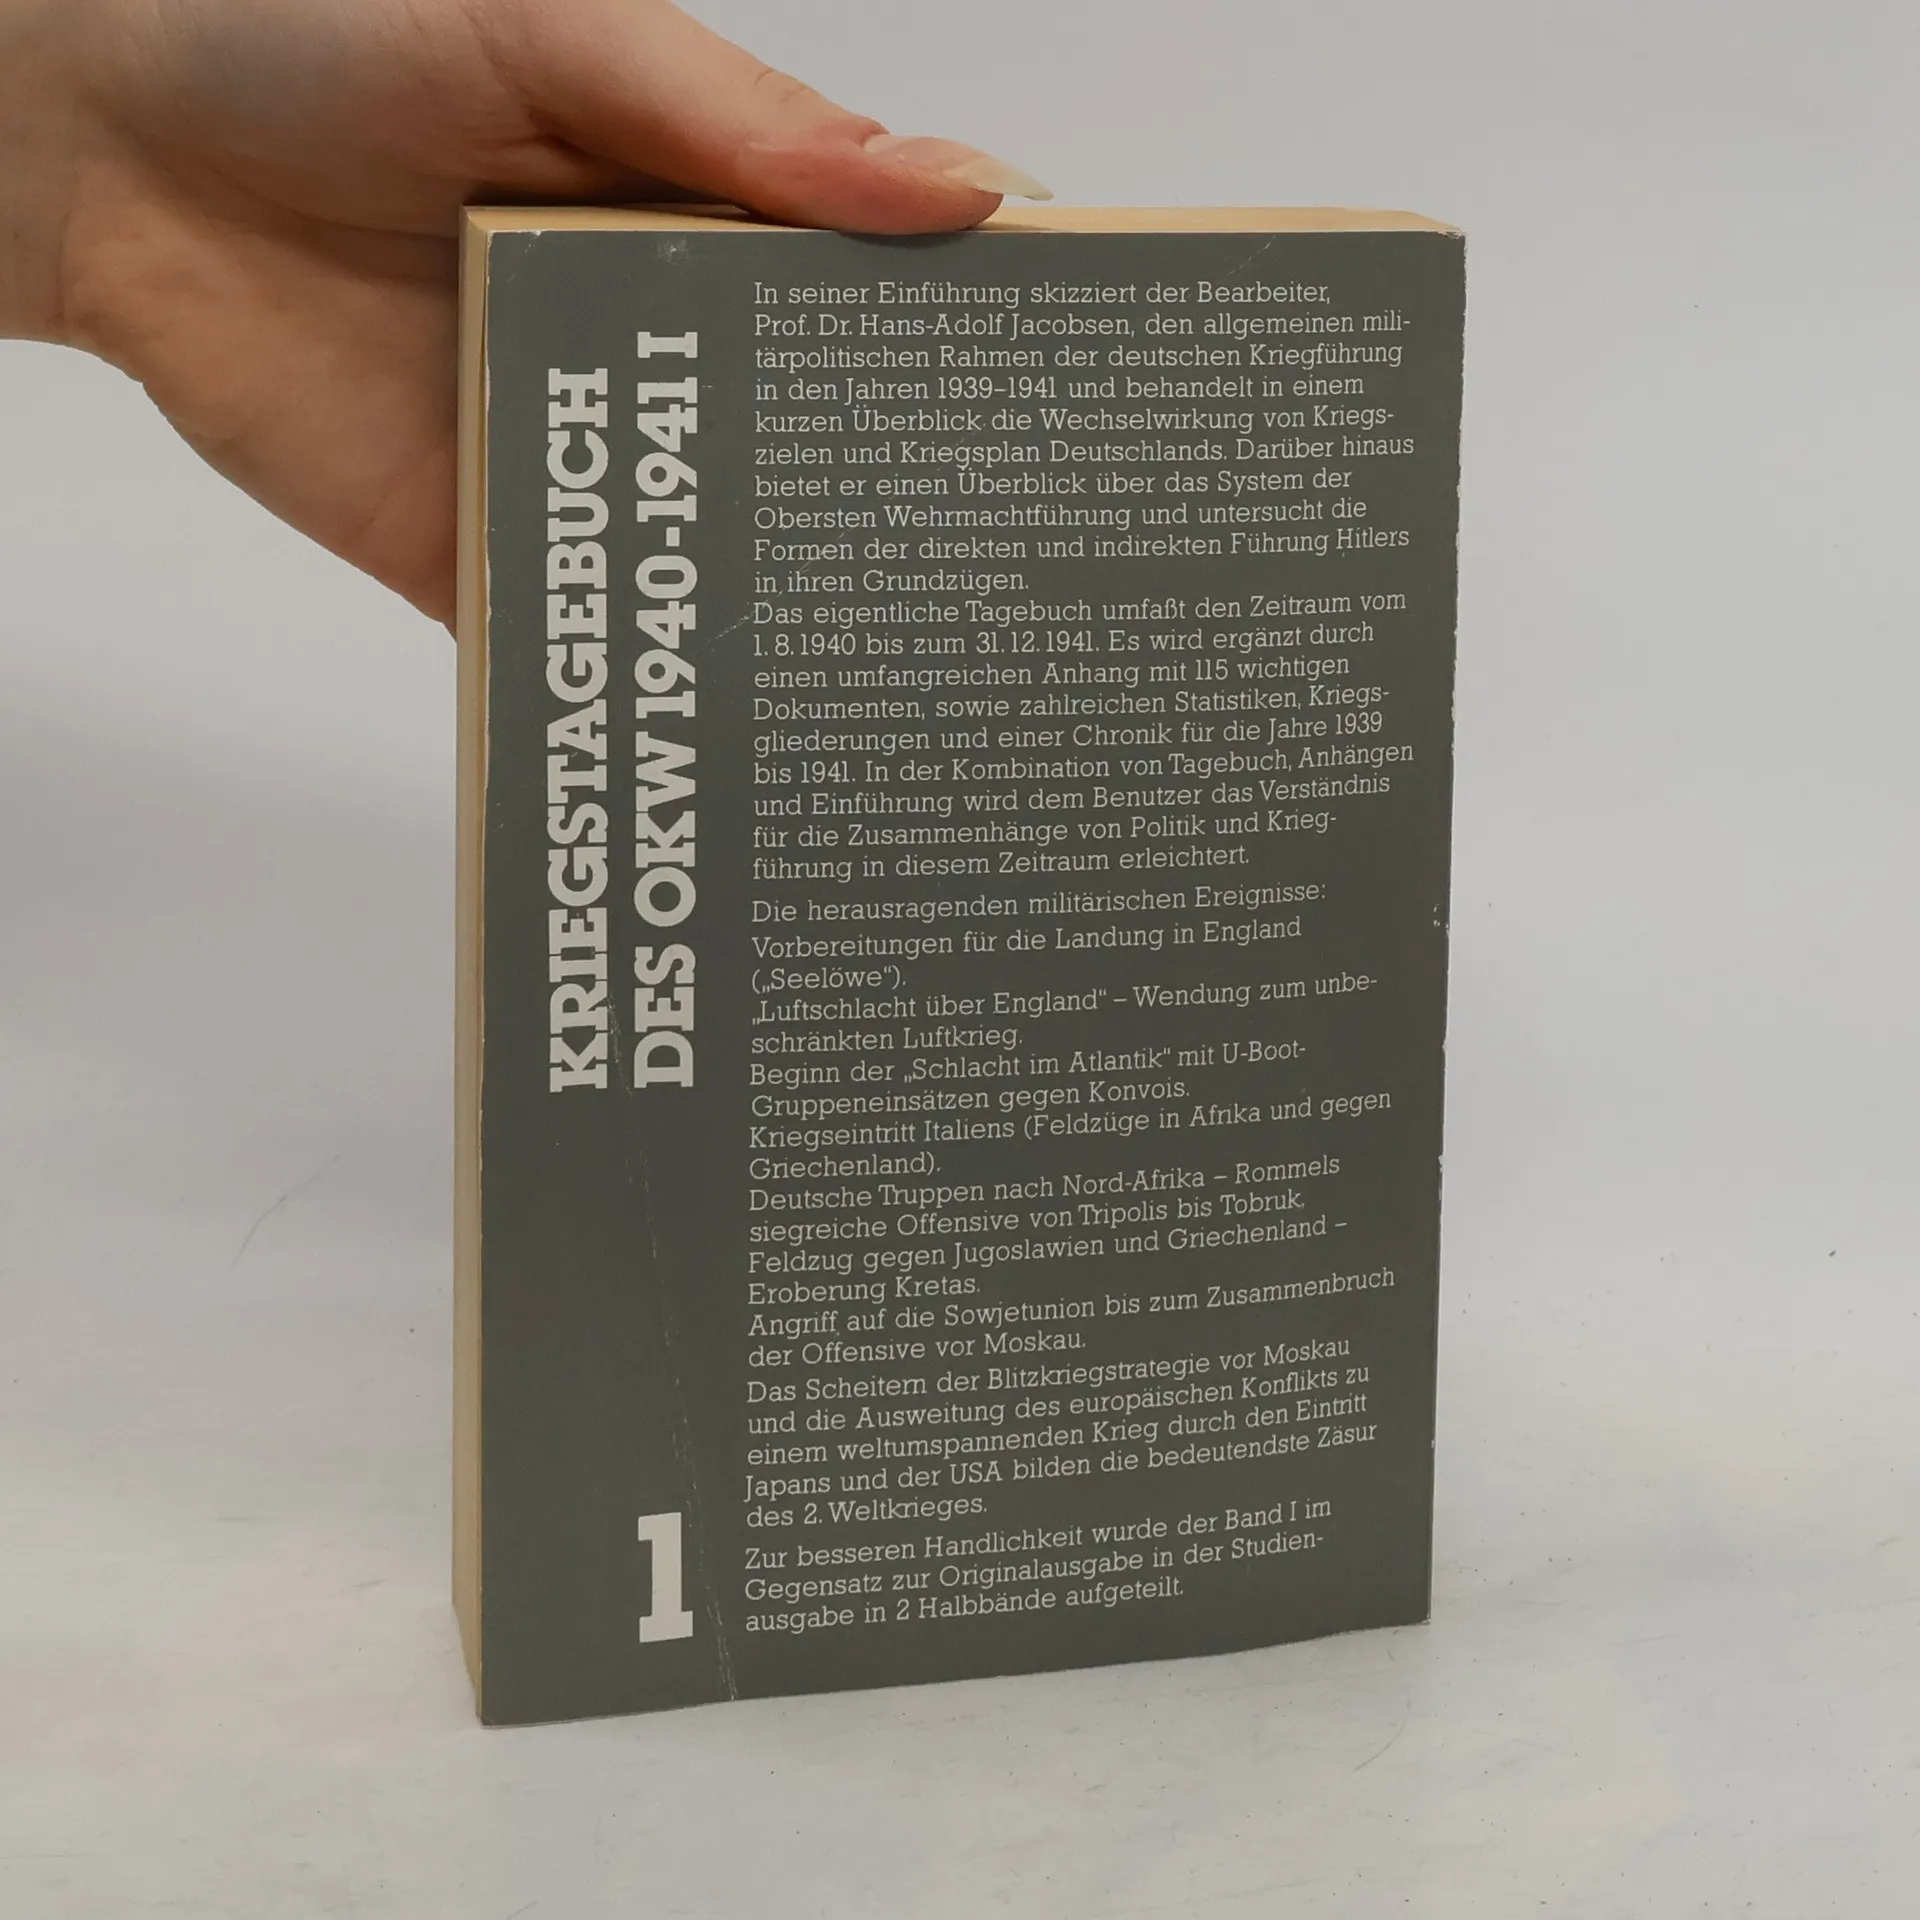 KRIEGSTAGEBUCH
DES OKW 1940-1941 I
1
In seiner Einführung skizziert der Bearbeiter,
Prof. Dr. Hans-Adolf Jacobsen, den allgemeinen mili-
tärpolitischen Rahmen der deutschen Kriegführung
in den Jahren 1939–1941 und behandelt in einem
kurzen Überblick die Wechselwirkung von Kriegs-
zielen und Kriegsplan Deutschlands. Darüber hinaus
bietet er einen Überblick über das System der
Obersten Wehrmachtführung und untersucht die
Formen der direkten und indirekten Führung Hitlers
in ihren Grundzügen.
Das eigentliche Tagebuch umfaßt den Zeitraum vom
1. 8. 1940 bis zum 31. 12. 1941. Es wird ergänzt durch
einen umfangreichen Anhang mit 115 wichtigen
Dokumenten, sowie zahlreichen Statistiken, Kriegs-
gliederungen und einer Chronik für die Jahre 1939
bis 1941. In der Kombination von Tagebuch, Anhängen
und Einführung wird dem Benutzer das Verständnis
für die Zusammenhänge von Politik und Krieg-
führung in diesem Zeitraum erleichtert.
Die herausragenden militärischen Ereignisse:
Vorbereitungen für die Landung in England
(„Seelöwe“).
„Luftschlacht über England“ – Wendung zum unbe-
schränkten Luftkrieg.
Beginn der „Schlacht im Atlantik“ mit U-Boot-
Gruppeneinsätzen gegen Konvois.
Kriegseintritt Italiens (Feldzüge in Afrika und gegen
Griechenland).
Deutsche Truppen nach Nord-Afrika – Rommels
siegreiche Offensive von Tripolis bis Tobruk.
Feldzug gegen Jugoslawien und Griechenland –
Eroberung Kretas.
Angriff auf die Sowjetunion bis zum Zusammenbruch
der Offensive vor Moskau.
Das Scheitern der Blitzkriegstrategie vor Moskau
und die Ausweitung des europäischen Konflikts zu
einem weltumspannenden Krieg durch den Eintritt
Japans und der USA bilden die bedeutendste Zäsur
des 2. Weltkrieges.
Zur besseren Handlichkeit wurde der Band I im
Gegensatz zur Originalausgabe in der Studien-
ausgabe in 2 Halbbände aufgeteilt.